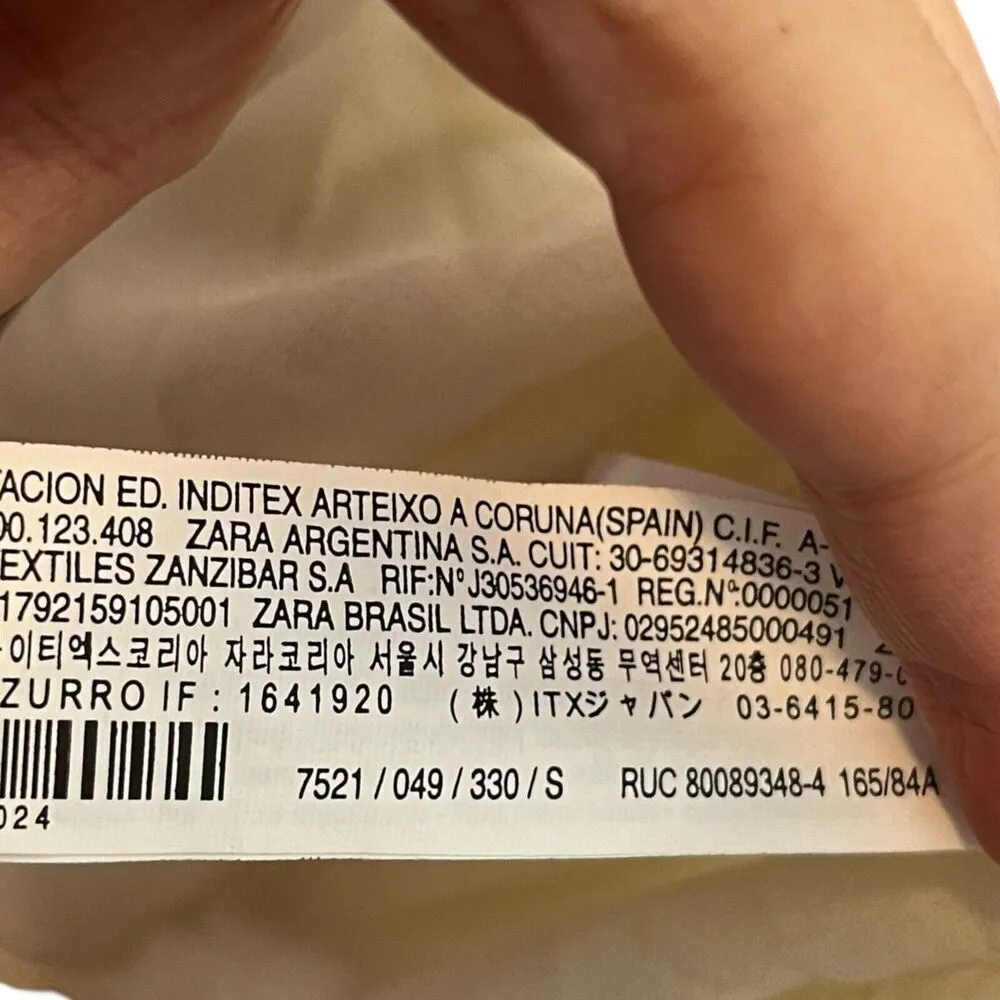 TACION ED. INDITEX ARTEIXO A CORUNA(SPAIN) C.I.F. A-
00.123.408 ZARA ARGENTINA S.A. CUIT: 30-69314836-3
EXTILES ZANZIBAR S.A RIF:Nº J30536946-1 REG.Nº:0000051
1792159105001 ZARA BRASIL LTDA. CNPJ: 02952485000491
이티엑스코리아 자라코리아 서울시 강남구 삼성동 무역센터 20층 080-479-
ZURRO IF : 1641920 (株)ITXジャパン 03-6415-80
7521 / 049 / 330 / S RUC 80089348-4 165/84A
024